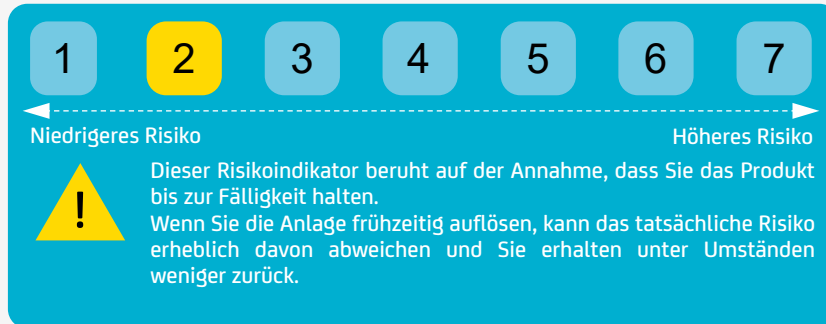 1 2 3 4 5 6 7
Niedrigeres Risiko Höheres Risiko
!
Dieser Risikoindikator beruht auf der Annahme, dass Sie das Produkt
bis zur Fälligkeit halten.
Wenn Sie die Anlage frühzeitig auflösen, kann das tatsächliche Risiko
erheblich davon abweichen und Sie erhalten unter Umständen
weniger zurück.